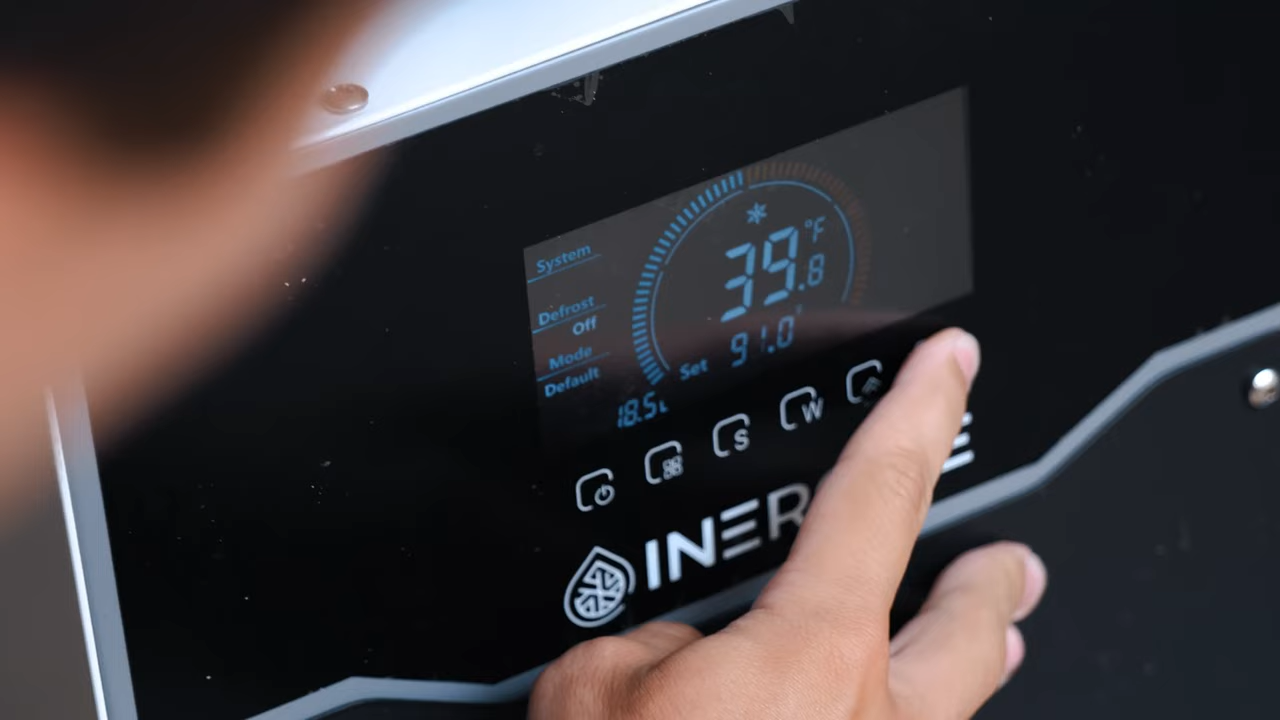 System
Defrost
Off
Mode
Default
39.8 °F
Set 91.0°
18.5
S
W
INER E